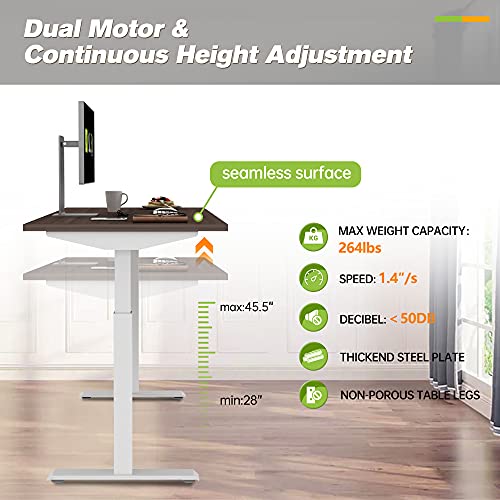 Dual Motor &
Continuous Height Adjustment
seamless surface
MAX WEIGHT CAPACITY:
264lbs
KG
SPEED: 1.4"/s
max:45.5"
DECIBEL: < 50DB
THICKEND STEEL PLATE
min:28"
NON-POROUS TABLE LEGS